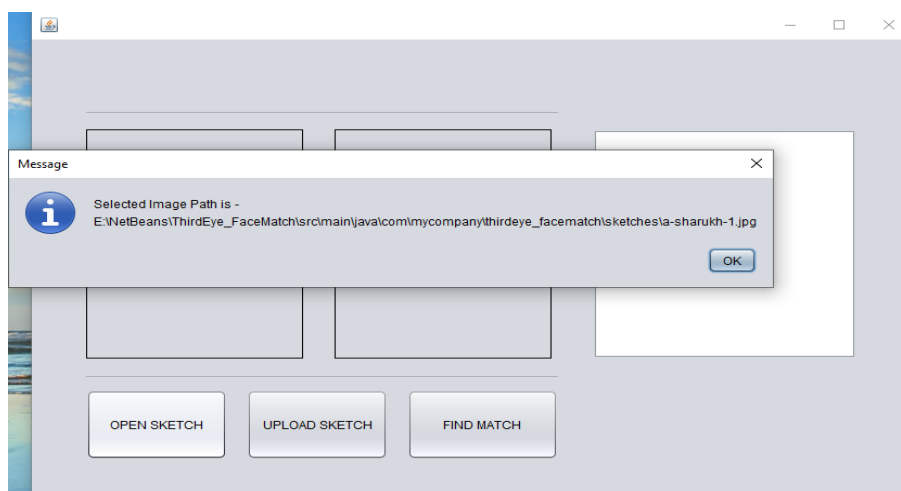 Message
Selected Image Path is -
E:\NetBeans\ThirdEye_FaceMatch\src\main\java\com\mycompany\thirdeye_facematch\sketches\a-sharukh-1.jpg
OK
OPEN SKETCH
UPLOAD SKETCH
FIND MATCH